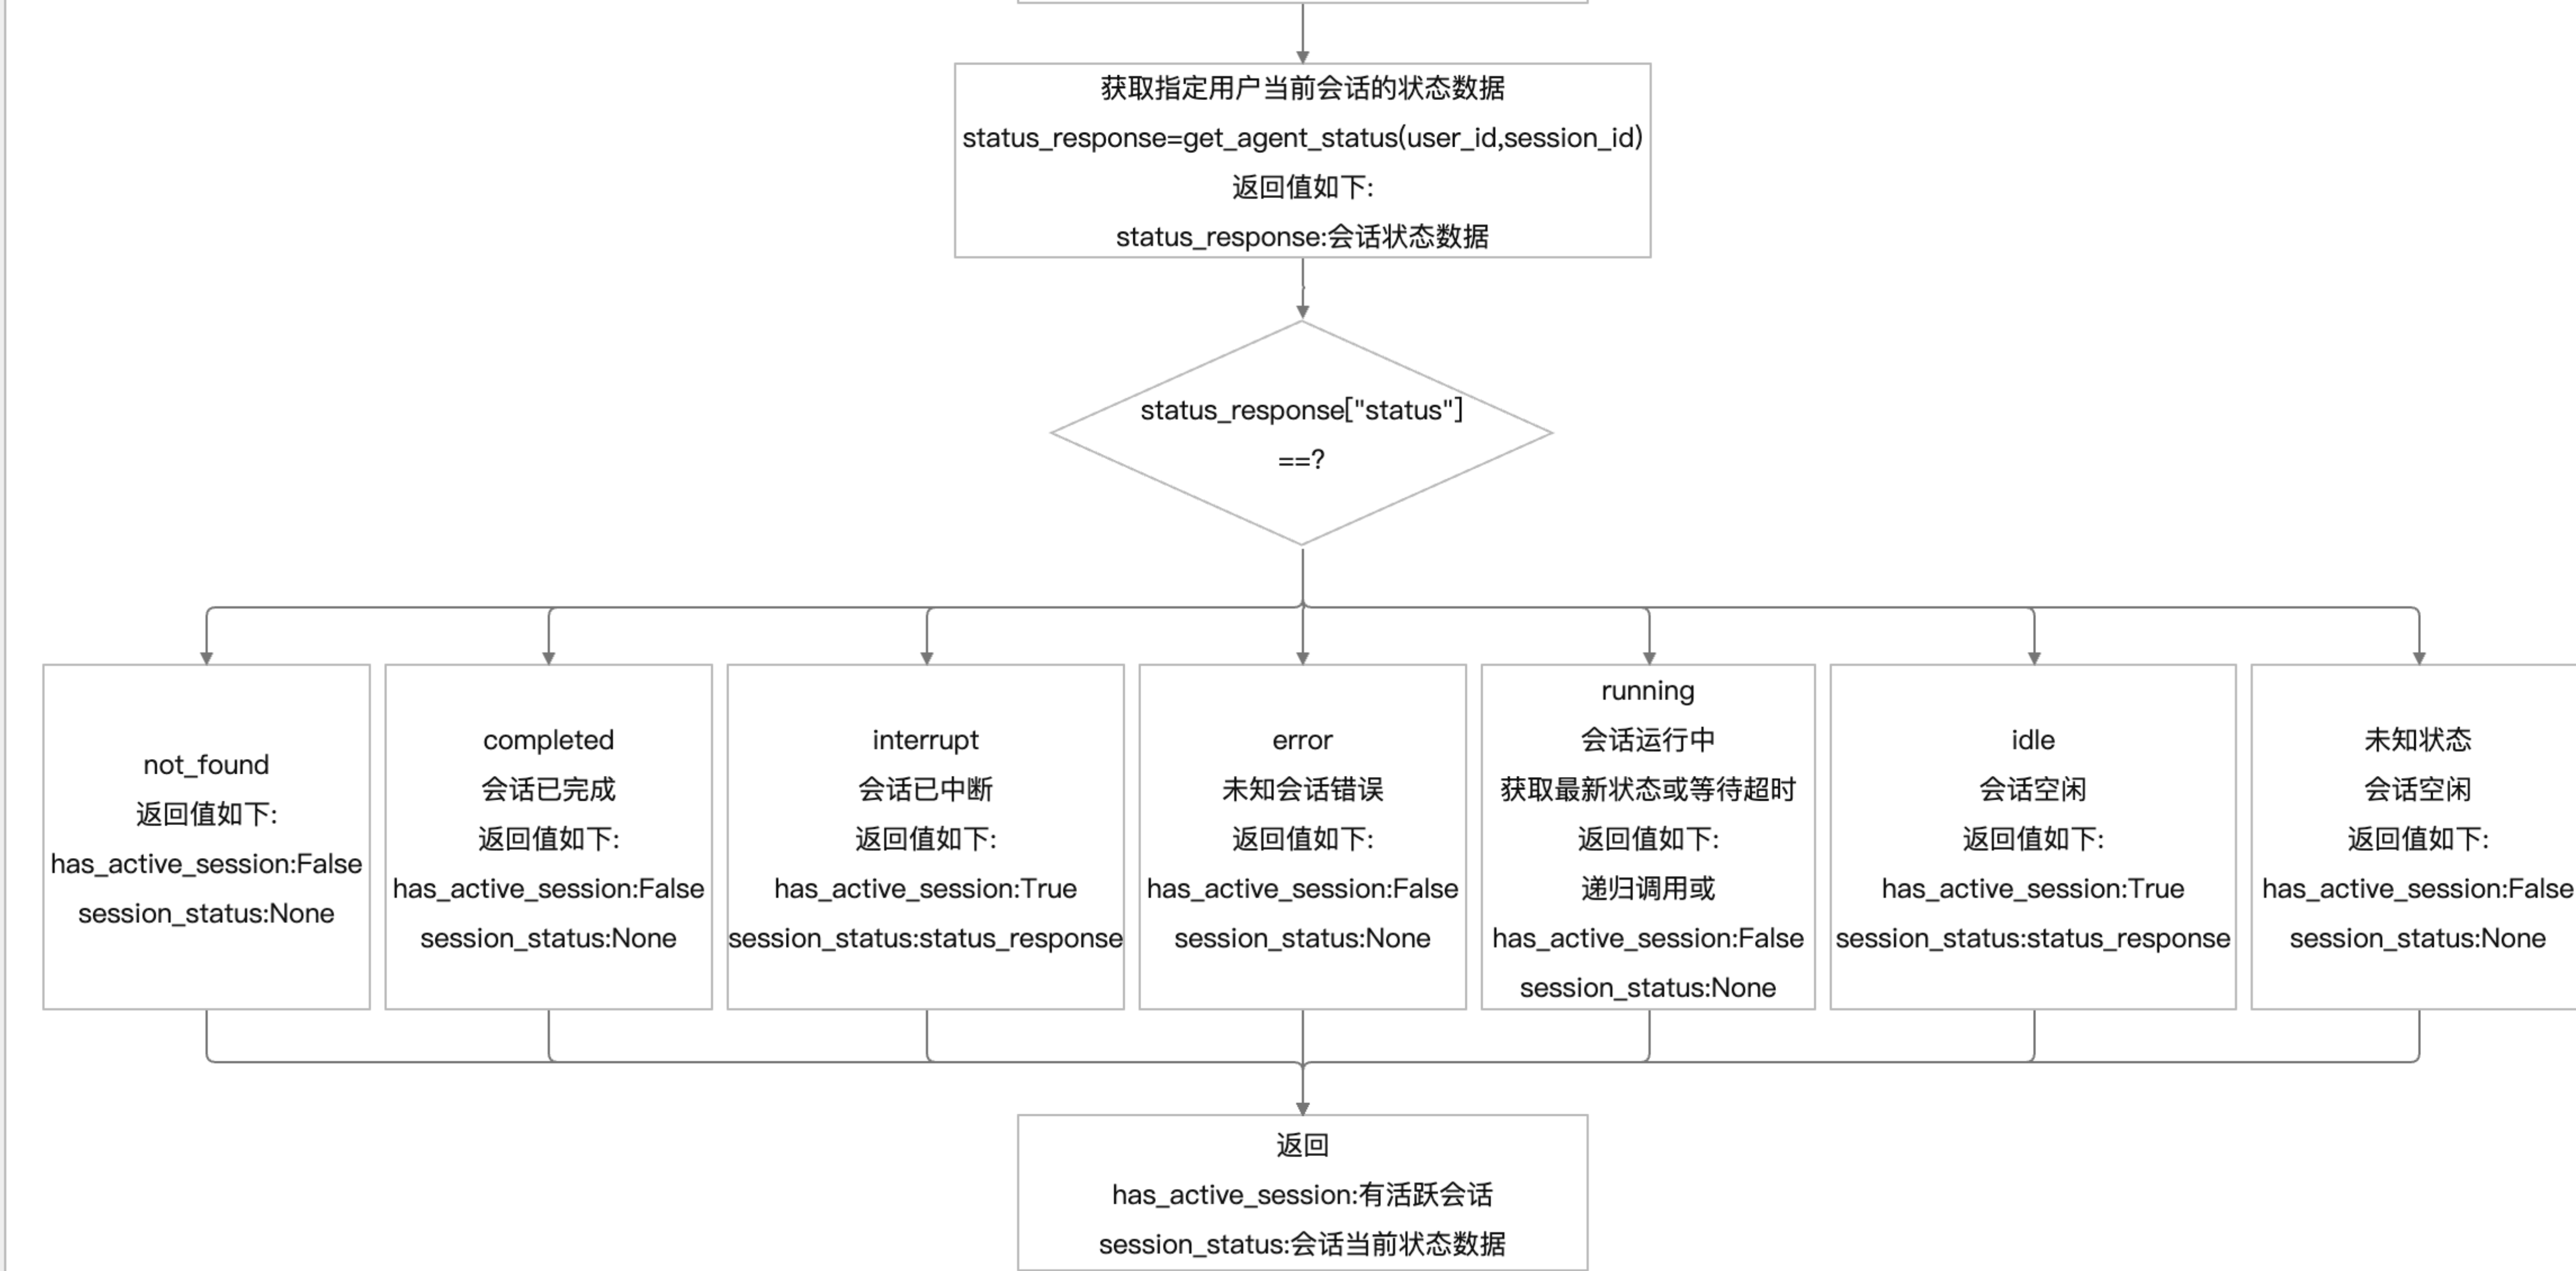 获取指定用户当前会话的状态数据
status_response=get_agent_status(user_id,session_id)
返回值如下:
status_response:会话状态数据
status_response["status"]
==?
not_found
返回值如下:
has_active_session:False
session_status:None
completed
会话已完成
返回值如下:
has_active_session:False
session_status:None
interrupt
会话已中断
返回值如下:
has_active_session:True
session_status:status_response
error
未知会话错误
返回值如下:
has_active_session:False
session_status:None
running
会话运行中
获取最新状态或等待超时
返回值如下:
递归调用或
has_active_session:False
session_status:None
idle
会话空闲
返回值如下:
has_active_session:True
session_status:status_response
未知状态
会话空闲
返回值如下:
has_active_session:False
session_status:None
返回
has_active_session:有活跃会话
session_status:会话当前状态数据